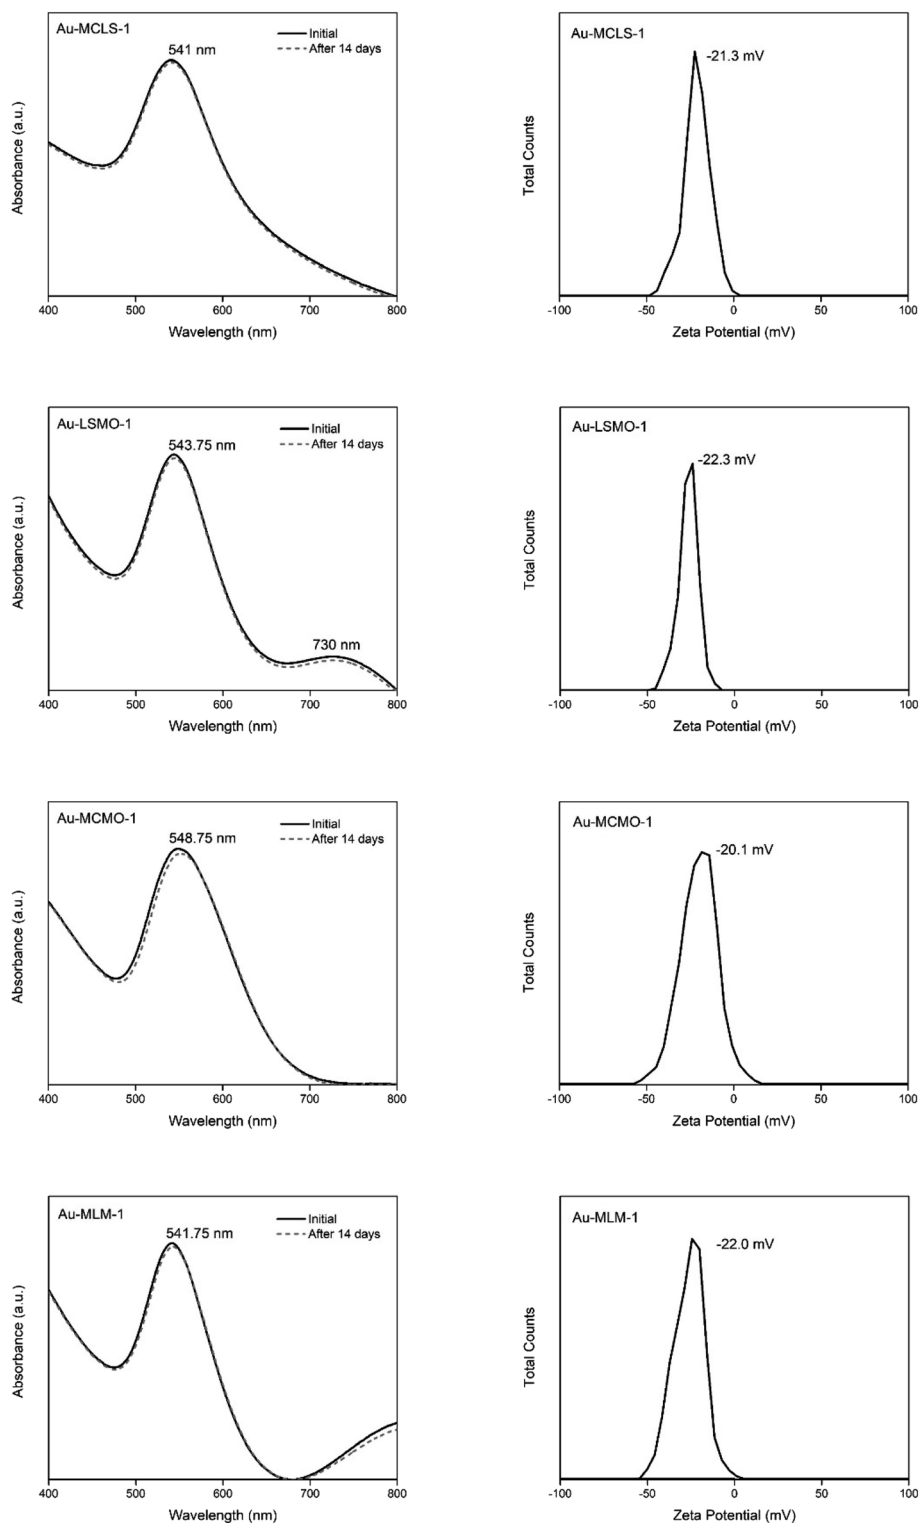 Au-MCLS-1
Initial
After 14 days
541 nm
Absorbance (a.u.)
400 500 600 700 800
Wavelength (nm)
Au-MCLS-1
-21.3 mV
Total Counts
-100 -50 0 50 100
Zeta Potential (mV)
Au-LSMO-1
Initial
After 14 days
543.75 nm
730 nm
Absorbance (a.u.)
400 500 600 700 800
Wavelength (nm)
Au-LSMO-1
-22.3 mV
Total Counts
-100 -50 0 50 100
Zeta Potential (mV)
Au-MCMO-1
Initial
After 14 days
548.75 nm
Absorbance (a.u.)
400 500 600 700 800
Wavelength (nm)
Au-MCMO-1
-20.1 mV
Total Counts
-100 -50 0 50 100
Zeta Potential (mV)
Au-MLM-1
Initial
After 14 days
541.75 nm
Absorbance (a.u.)
400 500 600 700 800
Wavelength (nm)
Au-MLM-1
-22.0 mV
Total Counts
-100 -50 0 50 100
Zeta Potential (mV)